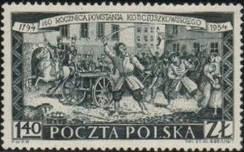 1794 160 ROCZNICA POWSTANIA KOŚCIUSZKOWSKIEGO 1954
1.40 POCZTA POLSKA ZŁ